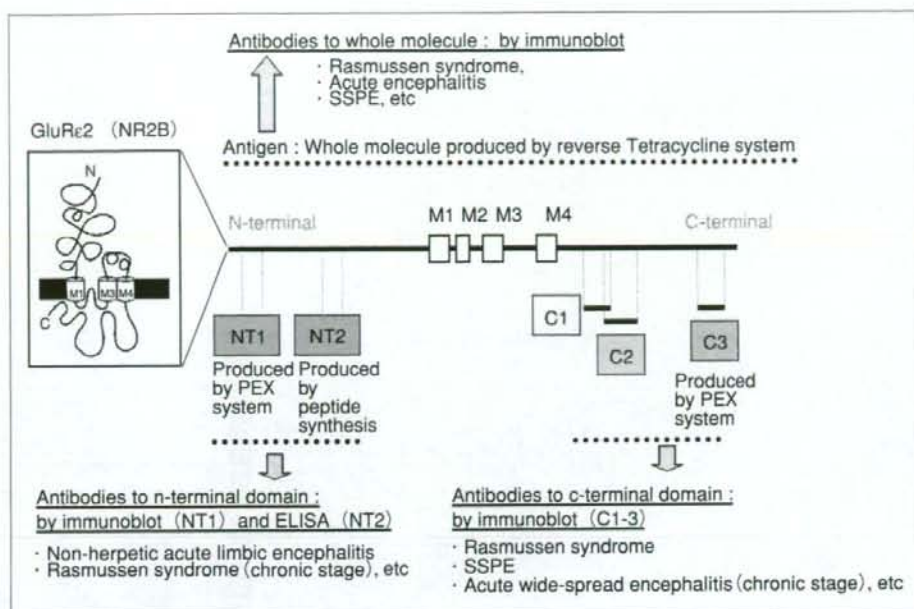 Antibodies to whole molecule : by immunoblot
· Rasmussen syndrome,
· Acute encephalitis
· SSPE, etc
GluRε2 (NR2B)
Antigen : Whole molecule produced by reverse Tetracycline system
N
M1
M3
M4
C
N-terminal
M1
M2
M3
M4
C-terminal
NT1
NT2
C1
C2
C3
Produced
by PEX
system
Produced
by
peptide
synthesis
Produced
by PEX
system
Antibodies to n-terminal domain :
by immunoblot (NT1) and ELISA (NT2)
· Non-herpetic acute limbic encephalitis
· Rasmussen syndrome (chronic stage), etc
Antibodies to c-terminal domain :
by immunoblot (C1-3)
· Rasmussen syndrome
· SSPE
· Acute wide-spread encephalitis (chronic stage), etc